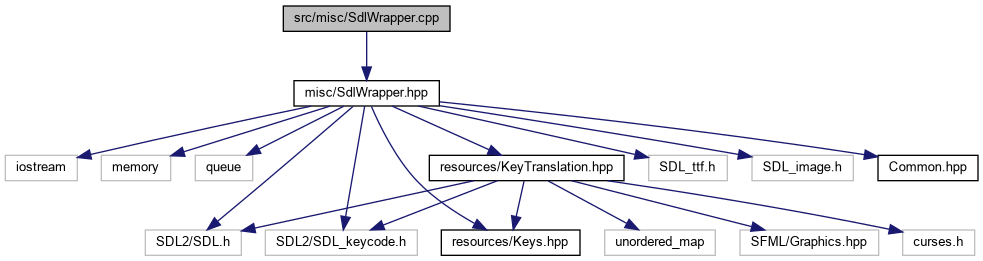 src/misc/SdlWrapper.cpp
misc/SdlWrapper.hpp
iostream
memory
queue
resources/KeyTranslation.hpp
SDL_ttf.h
SDL_image.h
Common.hpp
SDL2/SDL.h
SDL2/SDL_keycode.h
resources/Keys.hpp
unordered_map
SFML/Graphics.hpp
curses.h